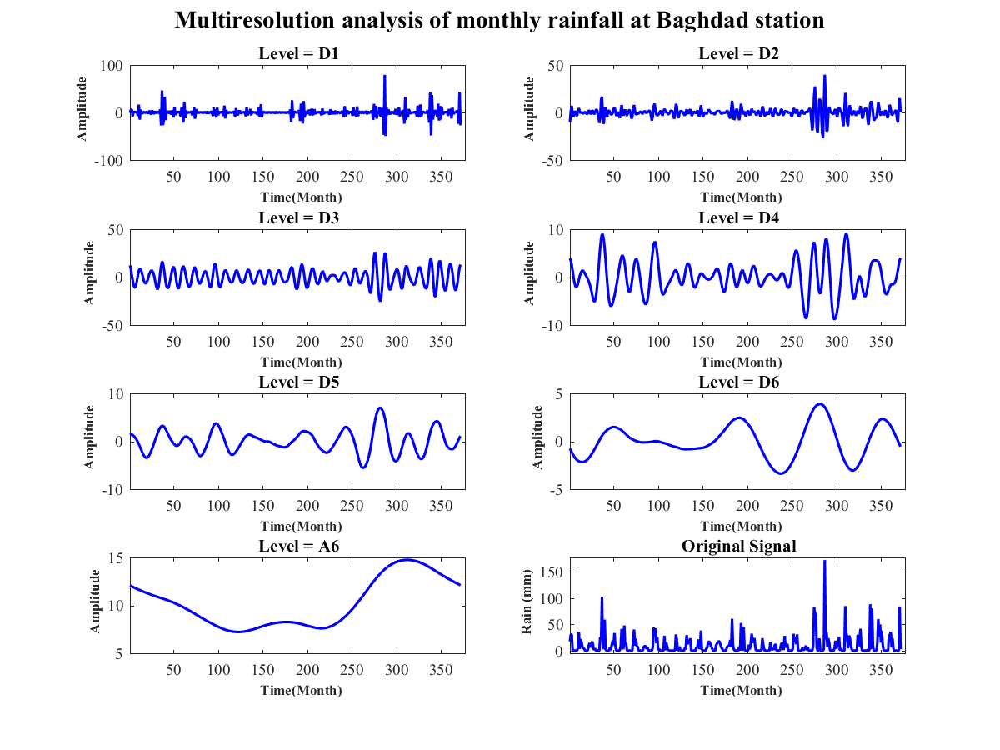 Multiresolution analysis of monthly rainfall at Baghdad station
Level = D1
100
0
-100
Amplitude
50 100 150 200 250 300 350
Time(Month)
Level = D2
50
0
-50
Amplitude
50 100 150 200 250 300 350
Time(Month)
Level = D3
50
0
-50
Amplitude
50 100 150 200 250 300 350
Time(Month)
Level = D4
10
0
-10
Amplitude
50 100 150 200 250 300 350
Time(Month)
Level = D5
10
0
-10
Amplitude
50 100 150 200 250 300 350
Time(Month)
Level = D6
5
0
-5
Amplitude
50 100 150 200 250 300 350
Time(Month)
Level = A6
15
10
5
Amplitude
50 100 150 200 250 300 350
Time(Month)
Original Signal
150
100
50
0
Rain (mm)
50 100 150 200 250 300 350
Time(Month)